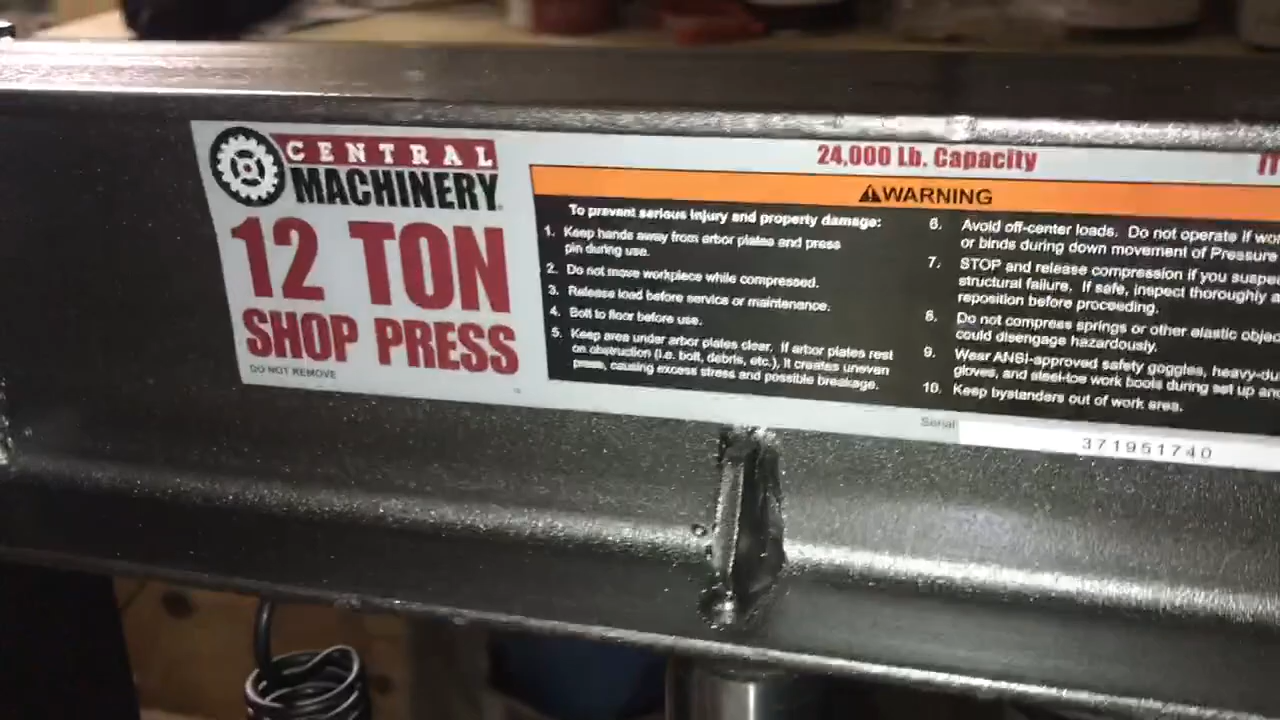 CENTRAL
MACHINERY
12 TON
SHOP PRESS
DO NOT REMOVE
24,000 Lb. Capacity
WARNING
To prevent serious injury and property damage:
1. Keep hands away from arbor plates and press
pin during use.
2. Do not move workpiece while compressed.
3. Release load before service or maintenance.
4. Bolt to floor before use.
5. Keep area under arbor plates clear. If arbor plates rest
on obstruction (i.e. bolt, debris, etc.), it creates uneven
press, causing excess stress and possible breakage.
6. Avoid off-center loads. Do not operate if
or binds during down movement of Pressure
7. STOP and release compression if you
structural failure. If safe, inspect thoroughly
reposition before proceeding.
8. Do not compress springs or other elastic
could disengage hazardously.
9. Wear ANSI-approved safety goggles,
gloves, and steel-toe work boots during set up
10. Keep bystanders out of work area.
Serial
371951740